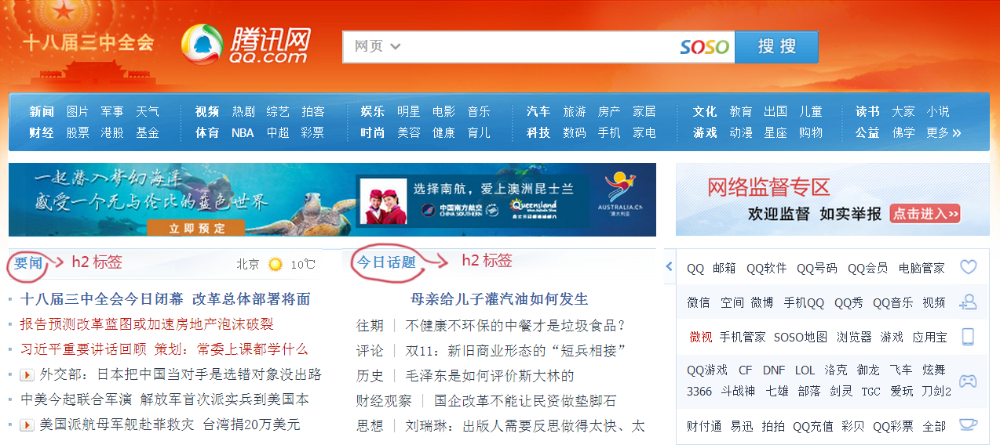 十八届三中全会
腾讯网
QQ.com
网页
SOSO
搜 搜
新闻 图片 军事 天气
财经 股票 港股 基金
视频 热剧 综艺 拍客
体育 NBA 中超 彩票
娱乐 明星 电影 音乐
时尚 美容 健康 育儿
汽车 旅游 房产 家居
科技 数码 手机 家电
文化 教育 出国 儿童
游戏 动漫 星座 购物
读书 大家 小说
公益 佛学 更多 »
一起潜入梦幻海洋
感受一个无与伦比的蓝色世界
立即预定
选择南航，爱上澳洲昆士兰
中国南方航空
CHINA SOUTHERN
Queensland
AUSTRALIA.CN
澳大利亚
网络监督专区
欢迎监督 如实举报
点击进入>>
要闻
h2 标签
北京 10℃
十八届三中全会今日闭幕 改革总体部署将面
报告预测改革蓝图或加速房地产泡沫破裂
习近平重要讲话回顾 策划：常委上课都学什么
外交部：日本把中国当对手是选错对象没出路
中美今起联合军演 解放军首次派实兵到美国本
美国派航母军舰赴菲救灾 台湾捐20万美元
今日话题
h2 标签
母亲给儿子灌汽油如何发生
往期 | 不健康不环保的中餐才是垃圾食品？
评论 | 双11：新旧商业形态的“短兵相接”
历史 | 毛泽东是如何评价斯大林的
财经观察 | 国企改革不能让民资做垫脚石
思想 | 刘瑞琳：出版人需要反思做得太快、太
QQ 邮箱 QQ软件 QQ号码 QQ会员 电脑管家
微信 空间 微博 手机QQ QQ秀 QQ音乐 视频
微视 手机管家 SOSO地图 浏览器 游戏 应用宝
QQ游戏 CF DNF LOL 洛克 御龙 飞车 炫舞
3366 斗战神 七雄 部落 剑灵 TGC 爱玩 刀剑2
财付通 易迅 拍拍 QQ充值 彩贝 QQ彩票 全部